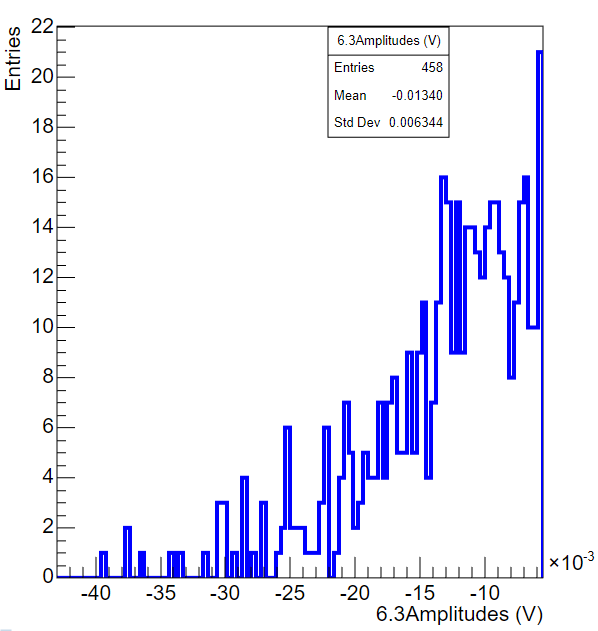 Entries
22
20
18
16
14
12
10
8
6
4
2
0
6.3Amplitudes (V)
Entries 458
Mean -0.01340
Std Dev 0.006344
-40 -35 -30 -25 -20 -15 -10
×10-3
6.3Amplitudes (V)